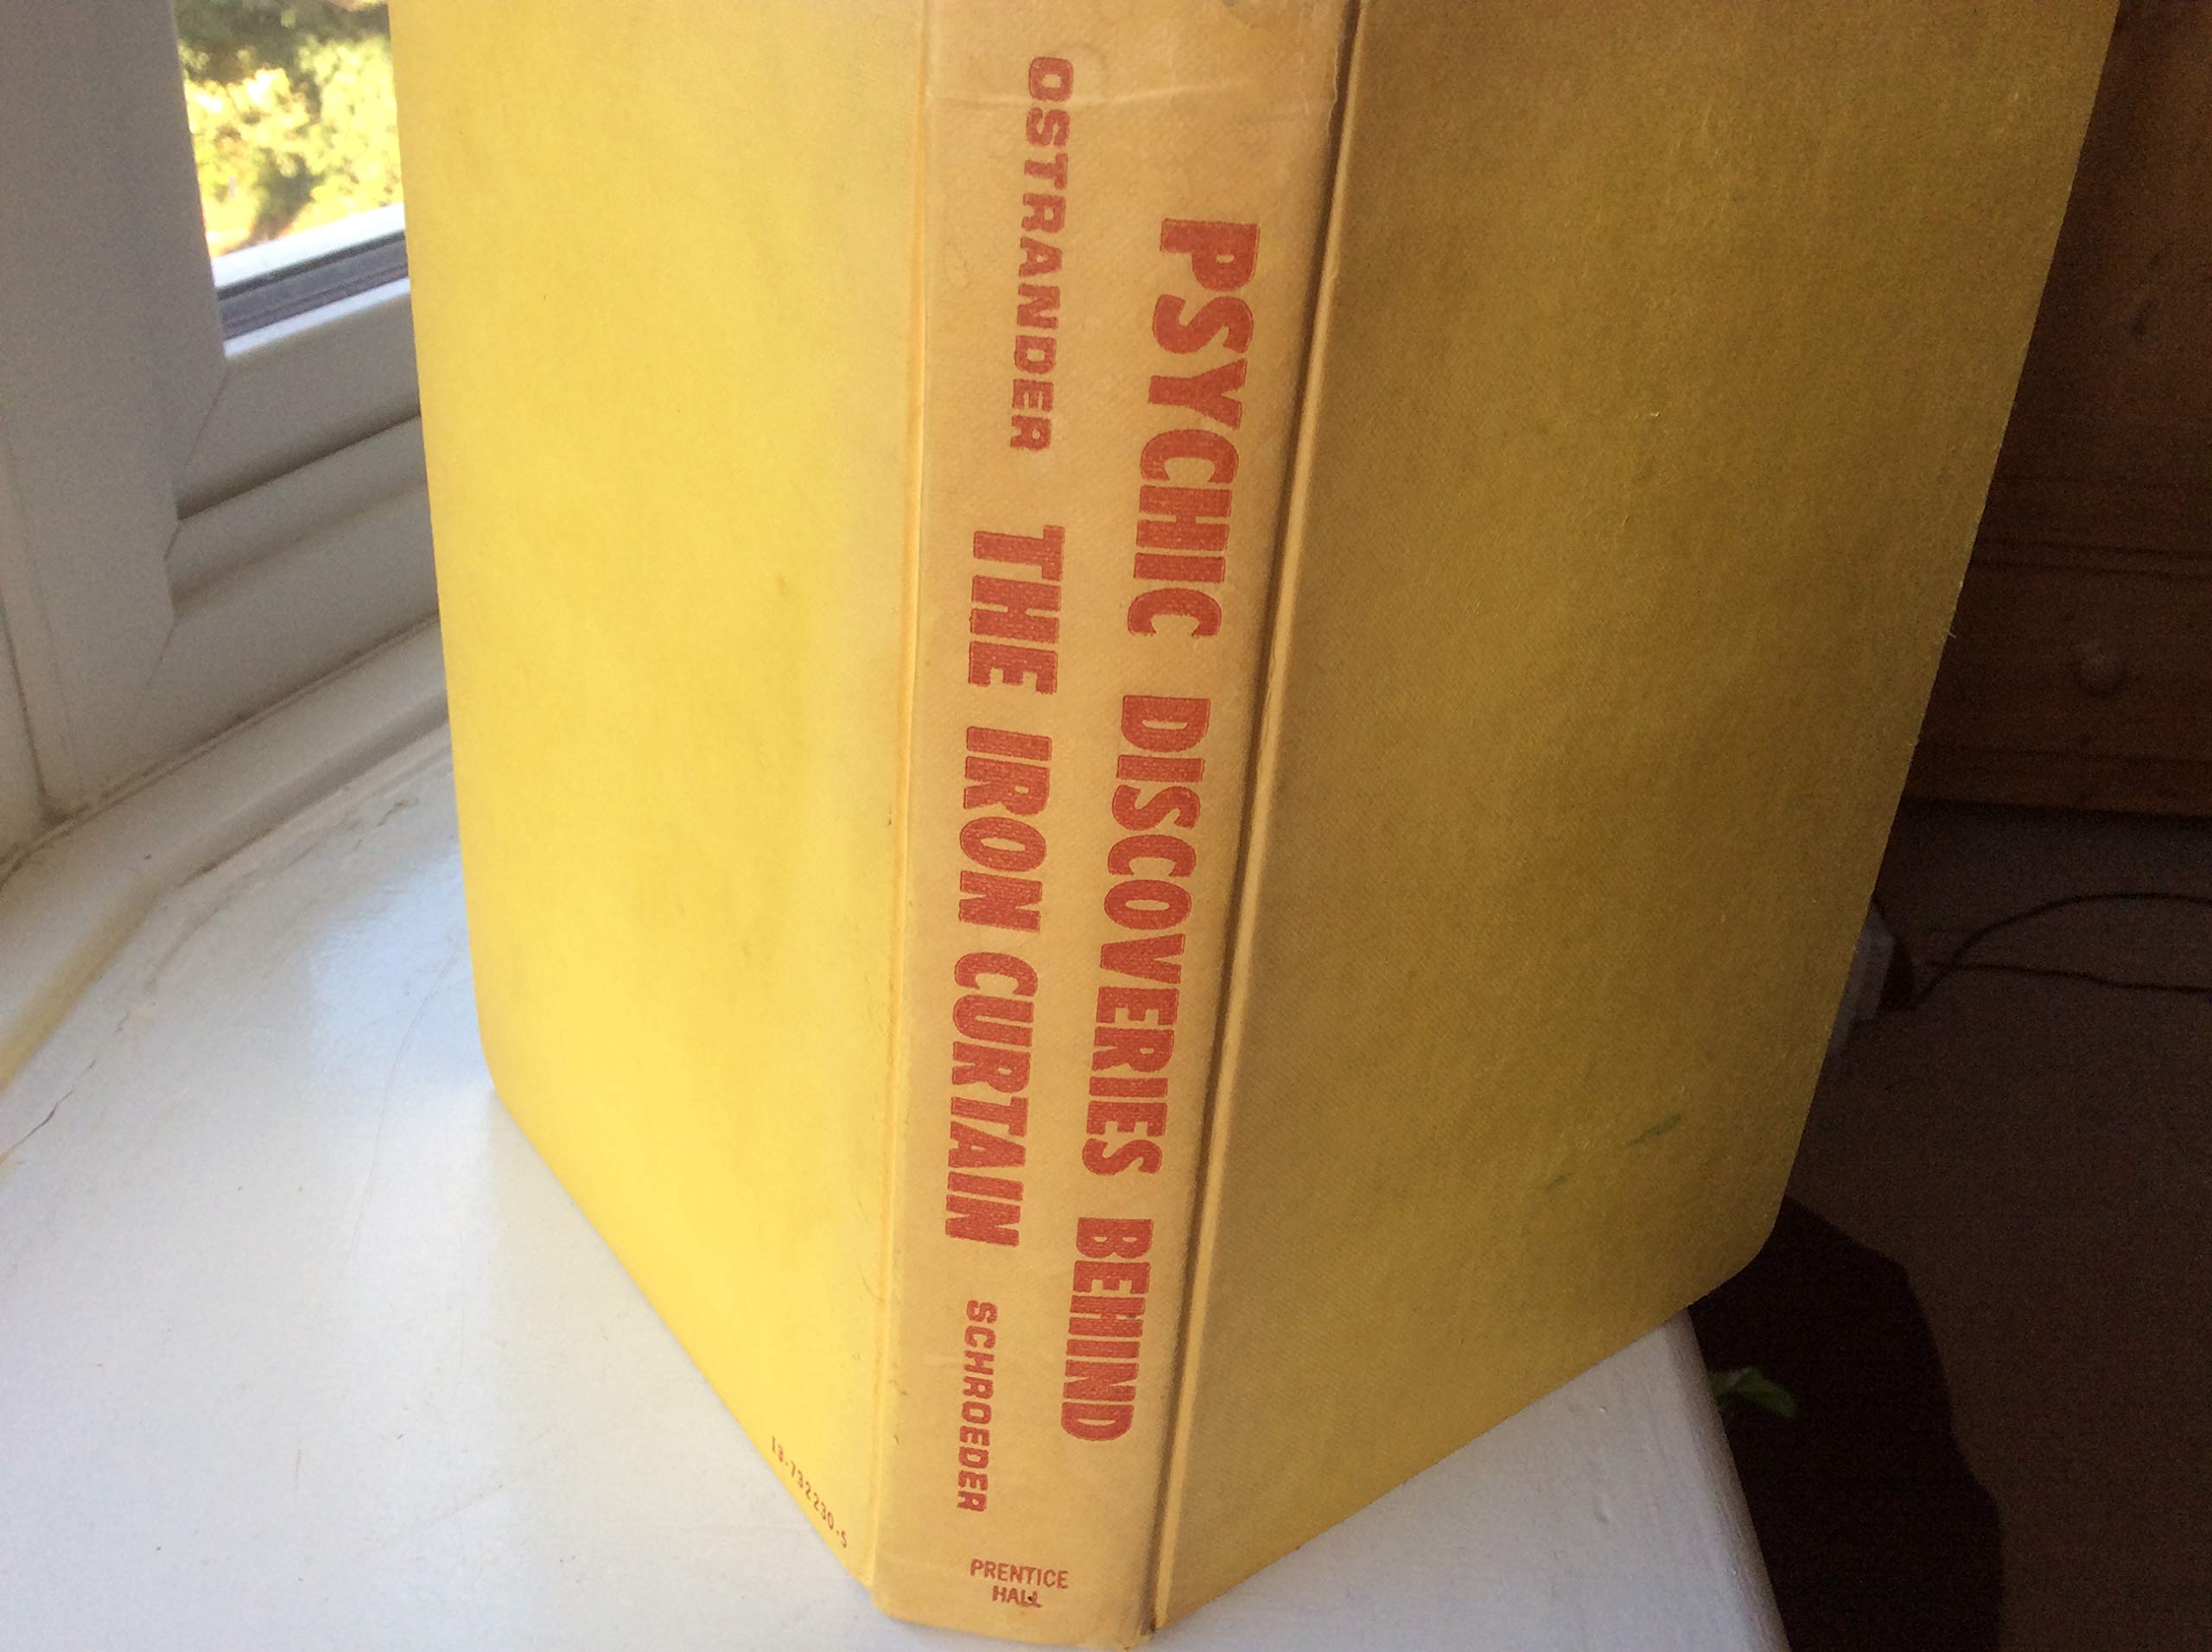 PSYCHIC DISCOVERIES BEHIND
OSTRANDER THE IRON CURTAIN SCHROEDER
PRENTICE
HALL
13-732230-5